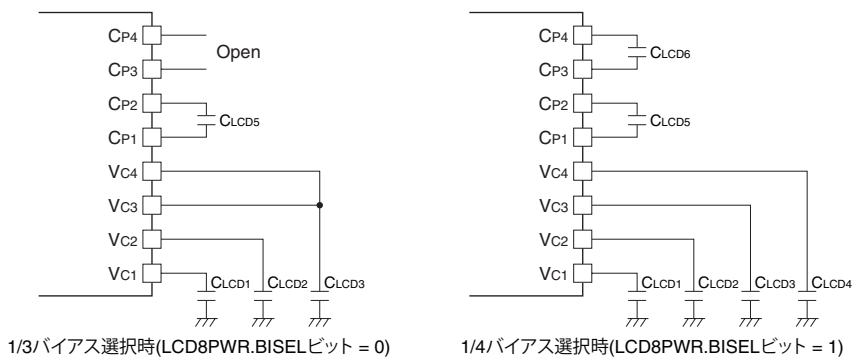 CP4
CP3
CP2
CP1
VC4
VC3
VC2
VC1
Open
CLCD5
CLCD1
CLCD2
CLCD3
1/3バイアス選択時(LCD8PWR.BISELビット = 0)
CP4
CP3
CP2
CP1
VC4
VC3
VC2
VC1
CLCD6
CLCD5
CLCD1
CLCD2
CLCD3
CLCD4
1/4バイアス選択時(LCD8PWR.BISELビット = 1)